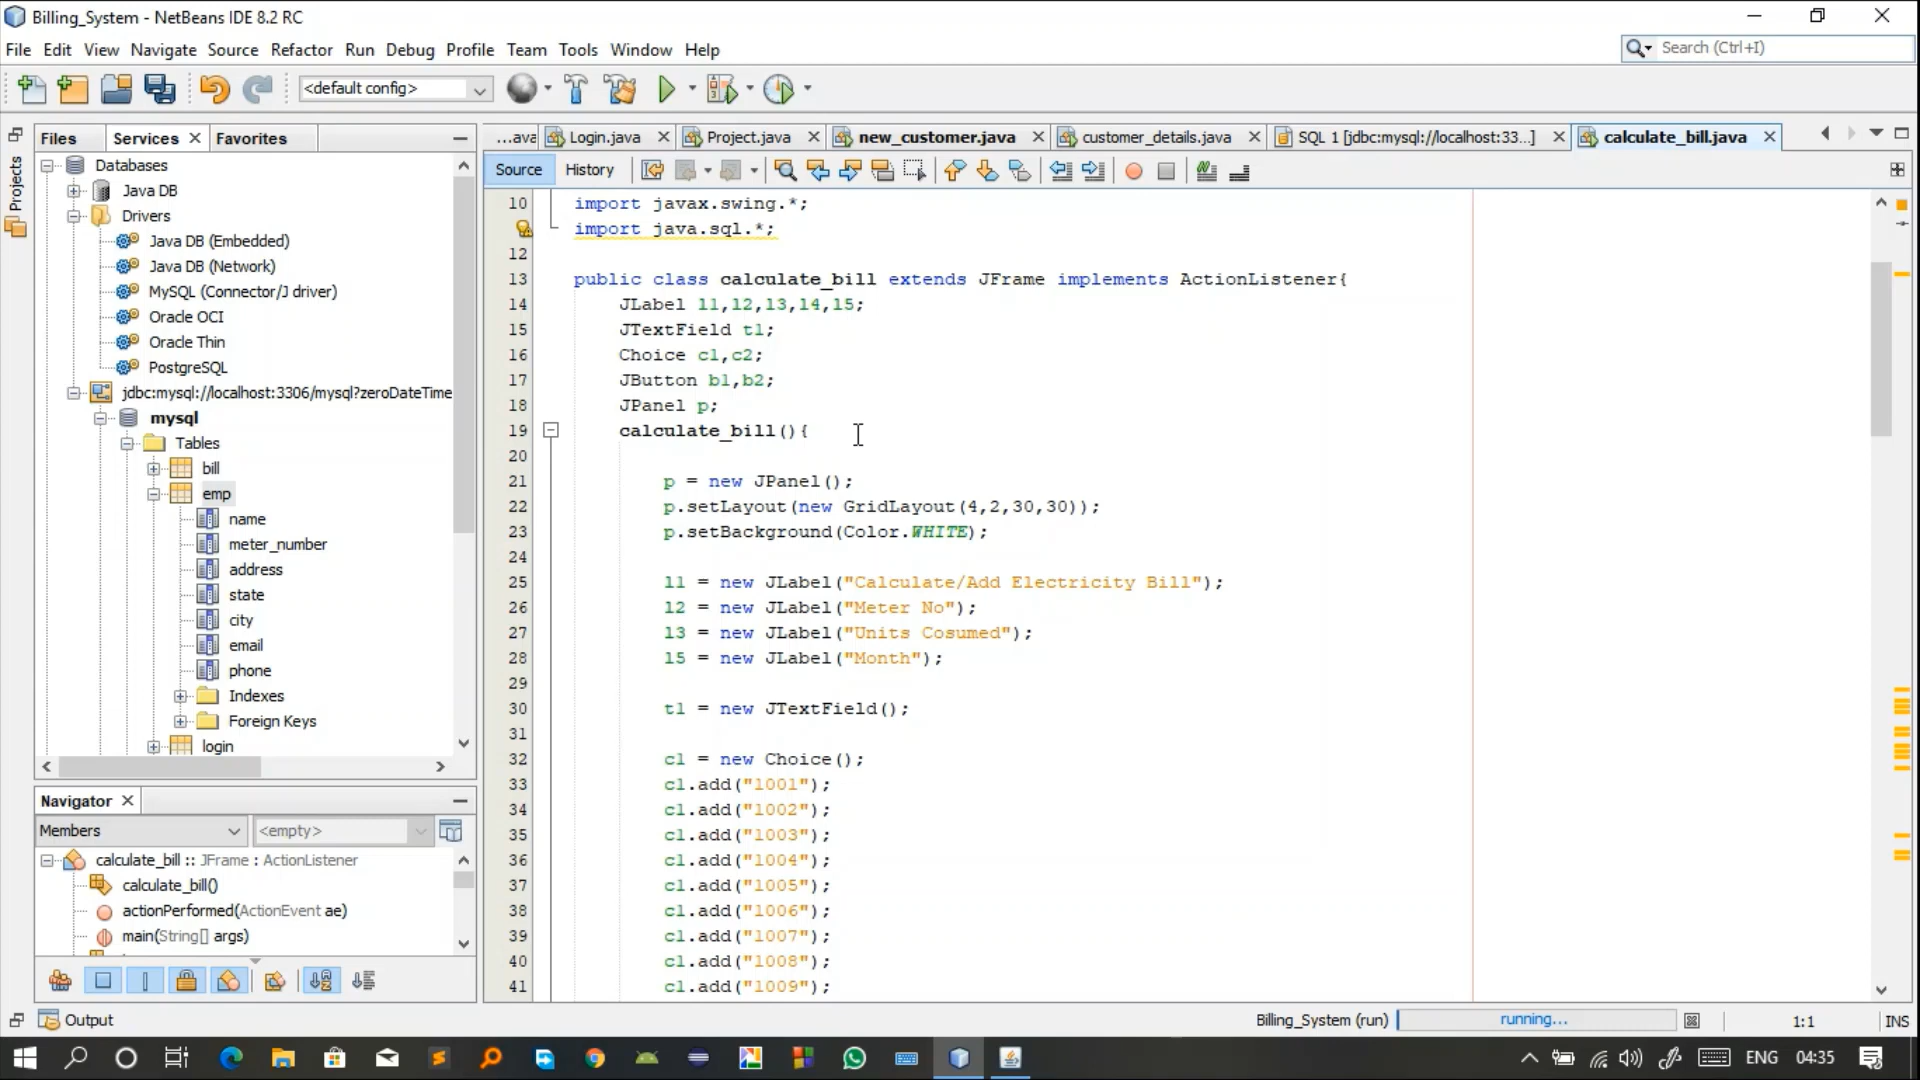 Billing_System - NetBeans IDE 8.2 RC
File Edit View Navigate Source Refactor Run Debug Profile Team Tools Window Help
Search (Ctrl+I)
<default config>
Projects
Files Services Favorites
Databases
Java DB
Drivers
Java DB (Embedded)
Java DB (Network)
MySQL (Connector/J driver)
Oracle OCI
Oracle Thin
PostgreSQL
jdbc:mysql://localhost:3306/mysql?zeroDateTime
mysql
Tables
bill
emp
name
meter_number
address
state
city
email
phone
Indexes
Foreign Keys
login
Navigator
Members <empty>
calculate_bill :: JFrame : ActionListener
calculate_bill()
actionPerformed(ActionEvent ae)
main(String[] args)
...ava Login.java Project.java new_customer.java customer_details.java SQL 1 [jdbc:mysql://localhost:33...] calculate_bill.java
Source History
10 import javax.swing.*;
import java.sql.*;
12
13 public class calculate_bill extends JFrame implements ActionListener{
14 JLabel l1,l2,l3,l4,l5;
15 JTextField t1;
16 Choice c1,c2;
17 JButton b1,b2;
18 JPanel p;
19 calculate_bill(){
20
21 p = new JPanel();
22 p.setLayout(new GridLayout(4,2,30,30));
23 p.setBackground(Color.WHITE);
24
25 l1 = new JLabel("Calculate/Add Electricity Bill");
26 l2 = new JLabel("Meter No");
27 l3 = new JLabel("Units Cosumed");
28 l5 = new JLabel("Month");
29
30 t1 = new JTextField();
31
32 c1 = new Choice();
33 c1.add("1001");
34 c1.add("1002");
35 c1.add("1003");
36 c1.add("1004");
37 c1.add("1005");
38 c1.add("1006");
39 c1.add("1007");
40 c1.add("1008");
41 c1.add("1009");
Output
Billing_System (run) running... 1:1 INS
ENG 04:35